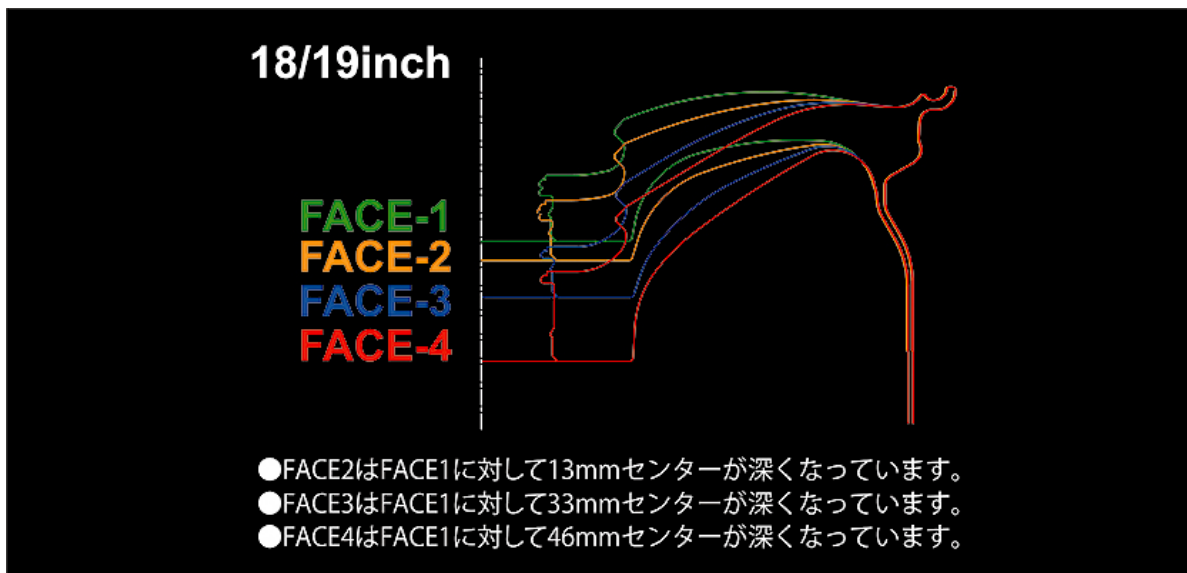 18/19inch
FACE-1
FACE-2
FACE-3
FACE-4
●FACE2はFACE1に対して13mmセンターが深くなっています。
●FACE3はFACE1に対して33mmセンターが深くなっています。
●FACE4はFACE1に対して46mmセンターが深くなっています。